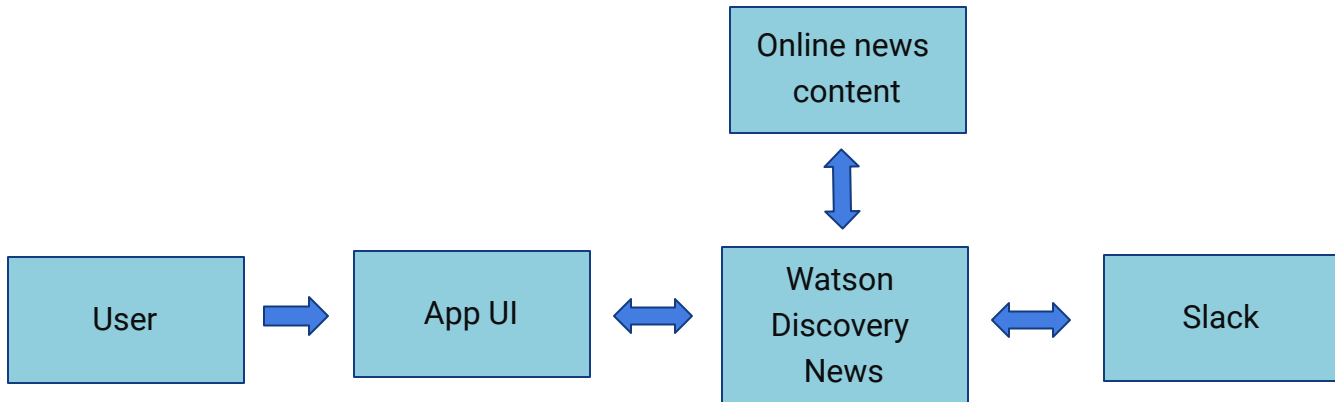 Online news
content
User
App UI
Watson
Discovery
News
Slack